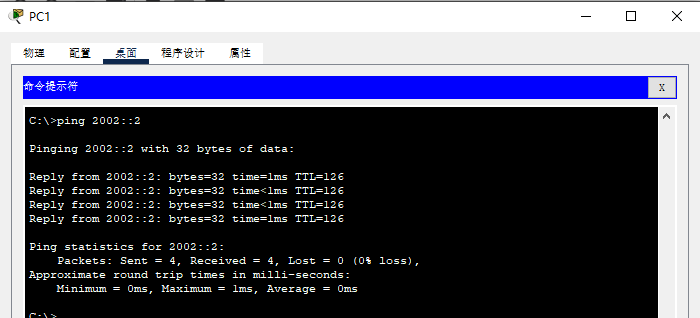 PC1
物理 配置 桌面 程序设计 属性
命令提示符 X
C:\>ping 2002::2
Pinging 2002::2 with 32 bytes of data:
Reply from 2002::2: bytes=32 time=1ms TTL=126
Reply from 2002::2: bytes=32 time<1ms TTL=126
Reply from 2002::2: bytes=32 time<1ms TTL=126
Reply from 2002::2: bytes=32 time=1ms TTL=126
Ping statistics for 2002::2:
Packets: Sent = 4, Received = 4, Lost = 0 (0% loss),
Approximate round trip times in milli-seconds:
Minimum = 0ms, Maximum = 1ms, Average = 0ms
C:\>